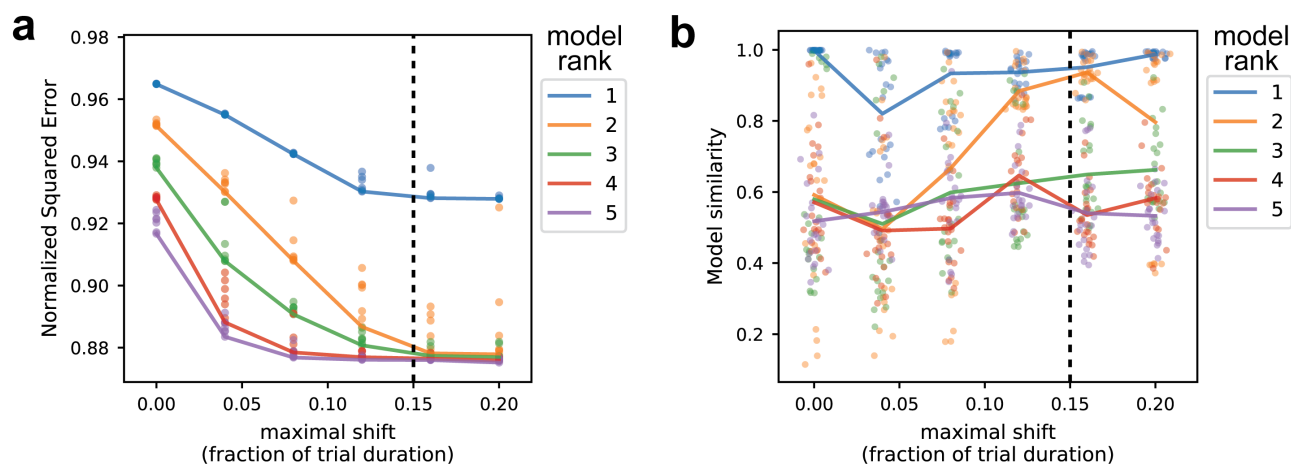 a
Normalized Squared Error
0.98
0.96
0.94
0.92
0.90
0.88
0.00 0.05 0.10 0.15 0.20
maximal shift
(fraction of trial duration)
model
rank
1
2
3
4
5
b
Model similarity
1.0
0.8
0.6
0.4
0.2
0.00 0.05 0.10 0.15 0.20
maximal shift
(fraction of trial duration)
model
rank
1
2
3
4
5